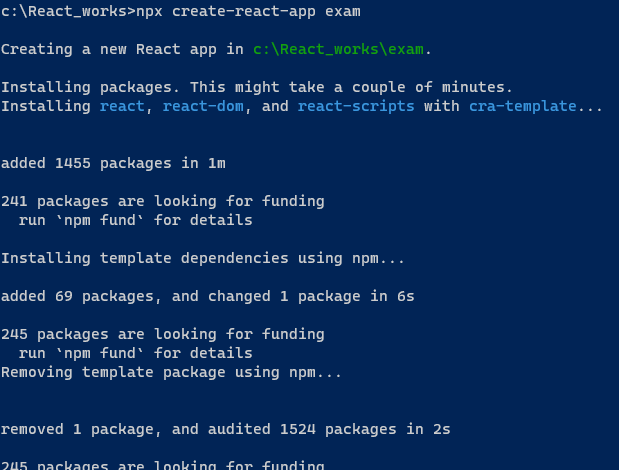 c:\React_works>npx create-react-app exam
Creating a new React app in c:\React_works\exam.
Installing packages. This might take a couple of minutes.
Installing react, react-dom, and react-scripts with cra-template...
added 1455 packages in 1m
241 packages are looking for funding
  run `npm fund` for details
Installing template dependencies using npm...
added 69 packages, and changed 1 package in 6s
245 packages are looking for funding
  run `npm fund` for details
Removing template package using npm...
removed 1 package, and audited 1524 packages in 2s
245 packages are looking for funding